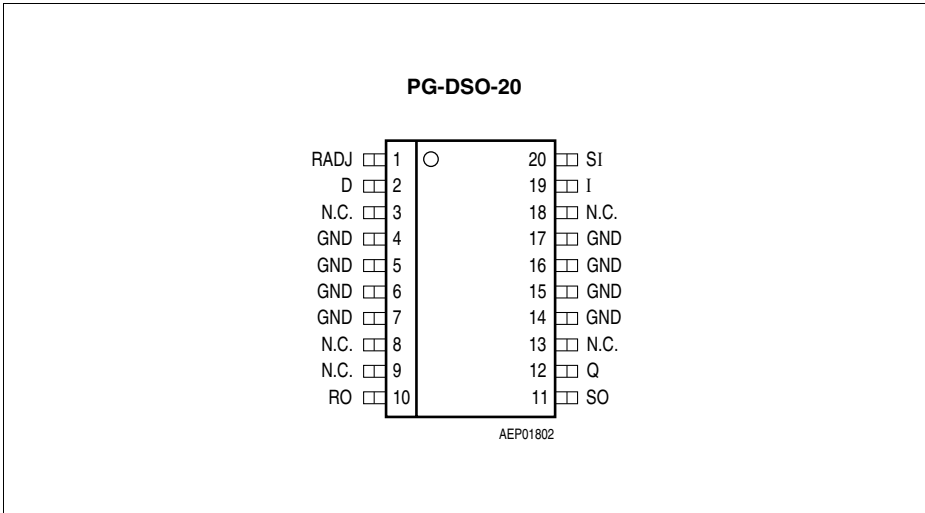 PG-DSO-20
RADJ 1 20 SI
D 2 19 I
N.C. 3 18 N.C.
GND 4 17 GND
GND 5 16 GND
GND 6 15 GND
GND 7 14 GND
N.C. 8 13 N.C.
N.C. 9 12 Q
RO 10 11 SO
AEP01802